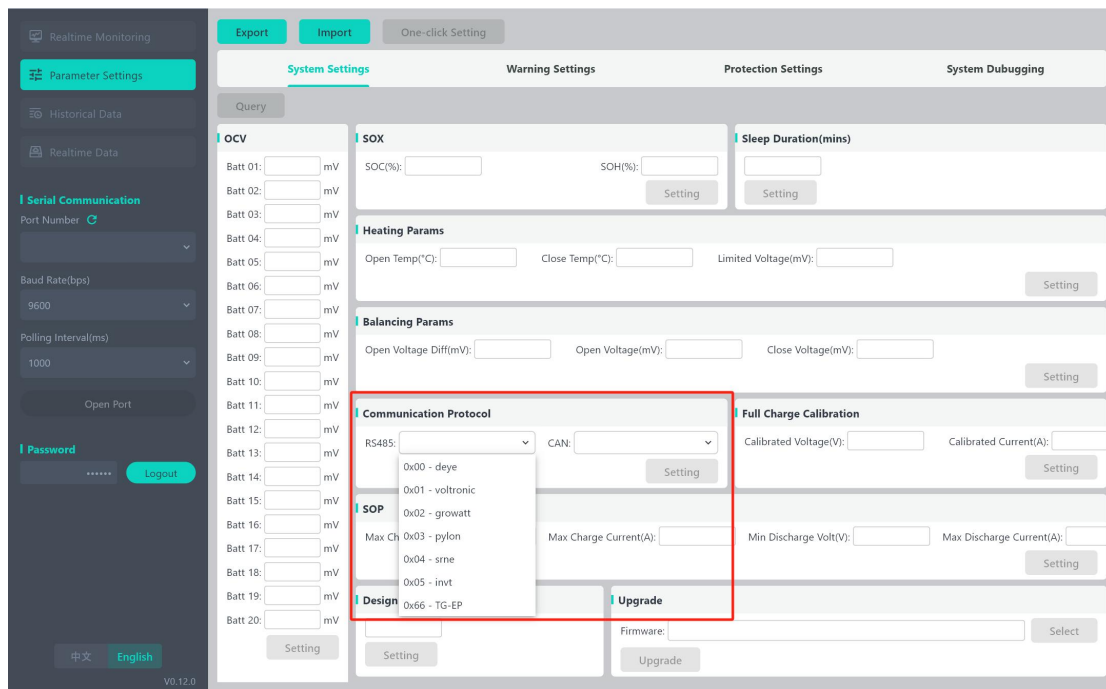 Realtime Monitoring
Parameter Settings
Historical Data
Realtime Data
Serial Communication
Port Number
Baud Rate(bps)
9600
Polling Interval(ms)
1000
Open Port
Password
······ Logout
中文 English
V0.12.0
Export Import One-click Setting
System Settings Warning Settings Protection Settings System Dubugging
Query
OCV
Batt 01: mV
Batt 02: mV
Batt 03: mV
Batt 04: mV
Batt 05: mV
Batt 06: mV
Batt 07: mV
Batt 08: mV
Batt 09: mV
Batt 10: mV
Batt 11: mV
Batt 12: mV
Batt 13: mV
Batt 14: mV
Batt 15: mV
Batt 16: mV
Batt 17: mV
Batt 18: mV
Batt 19: mV
Batt 20: mV
Setting
SOX
SOC(%): SOH(%):
Setting
Sleep Duration(mins)
Setting
Heating Params
Open Temp(°C): Close Temp(°C): Limited Voltage(mV):
Setting
Balancing Params
Open Voltage Diff(mV): Open Voltage(mV): Close Voltage(mV):
Setting
Communication Protocol
RS485: CAN:
0x00 - deye
0x01 - voltronic
0x02 - growatt
0x03 - pylon
0x04 - srne
0x05 - invt
0x66 - TG-EP
Setting
Full Charge Calibration
Calibrated Voltage(V): Calibrated Current(A):
Setting
SOP
Max Ch Max Charge Current(A): Min Discharge Volt(V): Max Discharge Current(A):
Setting
Design
Setting
Upgrade
Firmware: Select
Upgrade